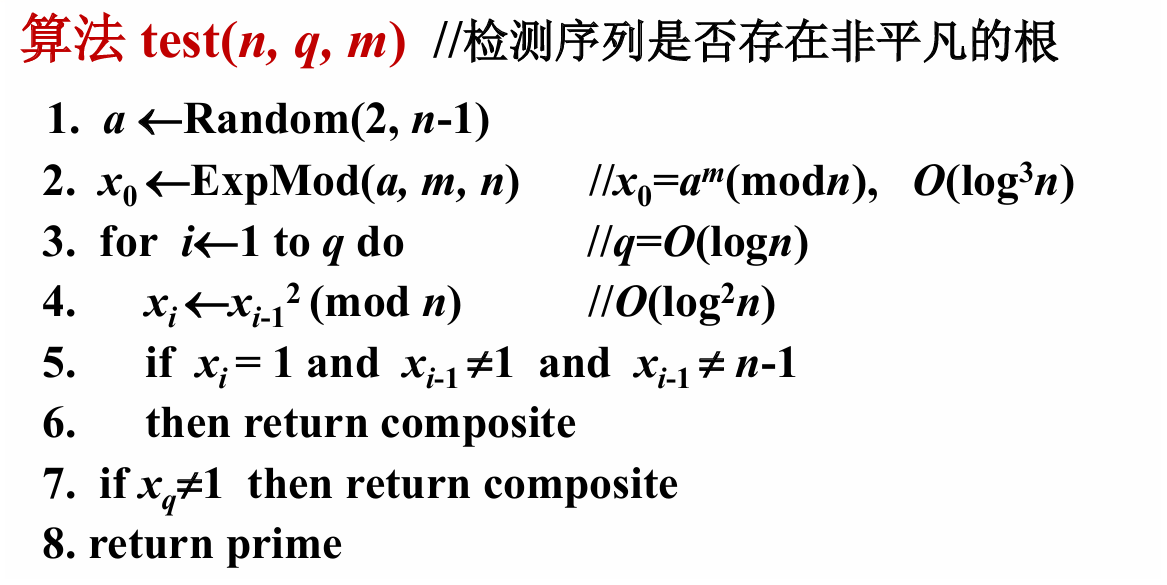 算法 test(n, q, m) //检测序列是否存在非平凡的根
1. a ←Random(2, n-1)
2. x₀←ExpMod(a, m, n) //x₀=aᵐ(modn), O(log³n)
3. for i←1 to q do //q=O(logn)
4. xᵢ←xᵢ₋₁² (mod n) //O(log²n)
5. if xᵢ = 1 and xᵢ₋₁ ≠1 and xᵢ₋₁ ≠ n-1
6. then return composite
7. if x_q≠1 then return composite
8. return prime